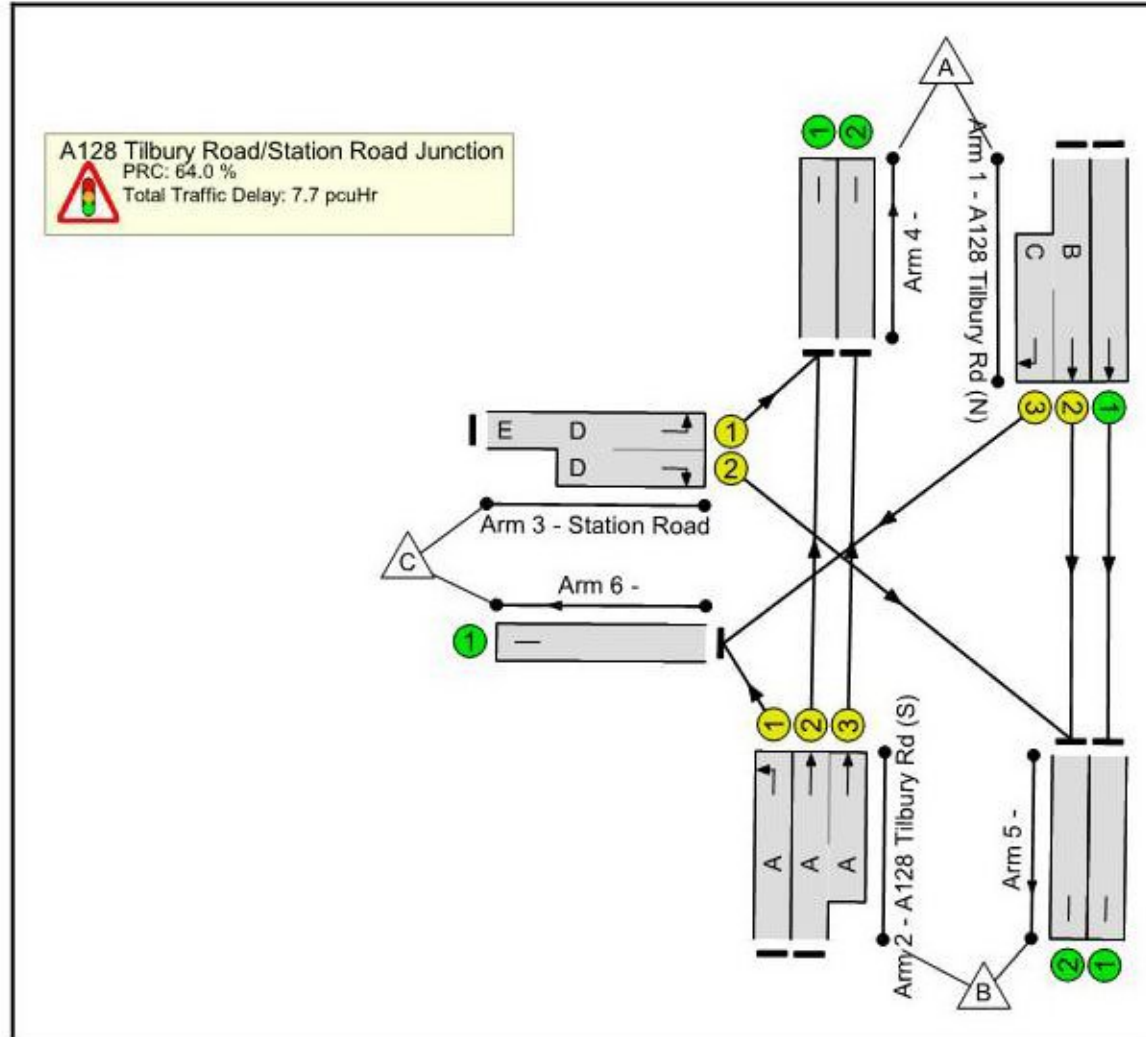 A128 Tilbury Road/Station Road Junction
PRC: 64.0 %
Total Traffic Delay: 7.7 pcuHr
A
1
2
Arm 4 -
Arm 1 - A128 Tilbury Rd (N)
C
B
3
2
1
E
D
D
1
2
Arm 3 - Station Road
C
Arm 6 -
1
1
2
3
A
A
A
Arm 2 - A128 Tilbury Rd (S)
Arm 5 -
2
1
B